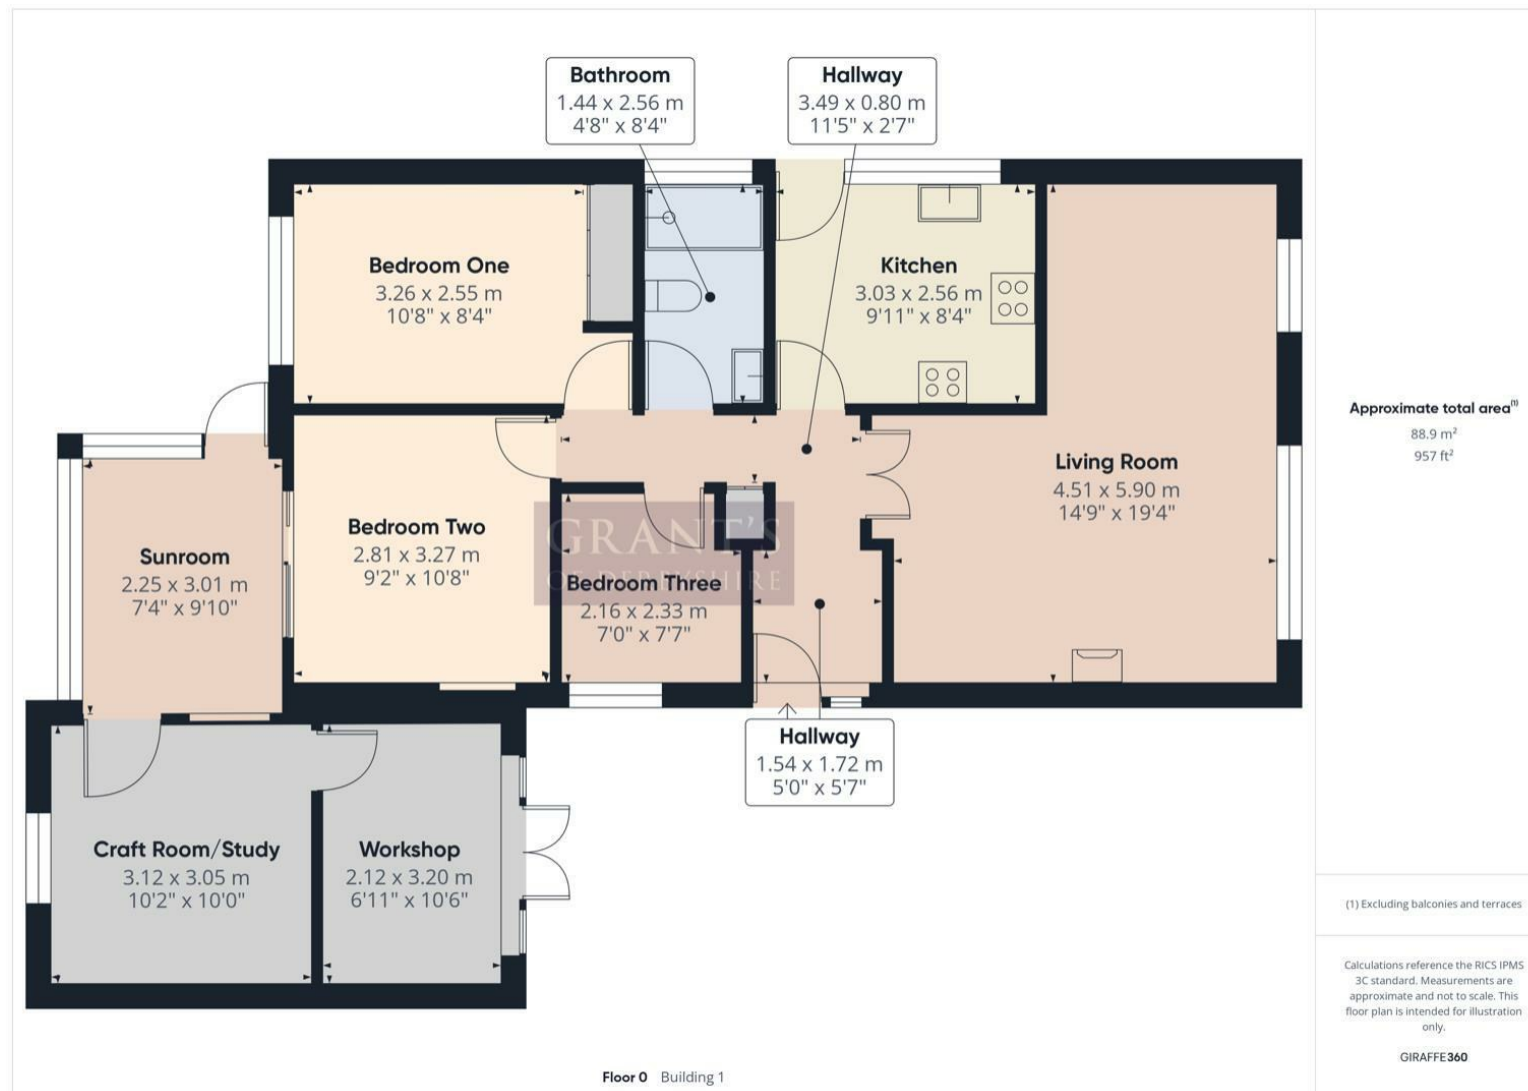 Bathroom
1.44 x 2.56 m
4'8" x 8'4"
Hallway
3.49 x 0.80 m
11'5" x 2'7"
Bedroom One
3.26 x 2.55 m
10'8" x 8'4"
Kitchen
3.03 x 2.56 m
9'11" x 8'4"
Living Room
4.51 x 5.90 m
14'9" x 19'4"
Sunroom
2.25 x 3.01 m
7'4" x 9'10"
Bedroom Two
2.81 x 3.27 m
9'2" x 10'8"
GRANT'S
OF DERBYSHIRE
Bedroom Three
2.16 x 2.33 m
7'0" x 7'7"
Hallway
1.54 x 1.72 m
5'0" x 5'7"
Craft Room/Study
3.12 x 3.05 m
10'2" x 10'0"
Workshop
2.12 x 3.20 m
6'11" x 10'6"
Floor 0 Building 1
Approximate total area(1)
88.9 m²
957 ft²
(1) Excluding balconies and terraces
Calculations reference the RICS IPMS
3C standard. Measurements are
approximate and not to scale. This
floor plan is intended for illustration
only.
GIRAFFE360